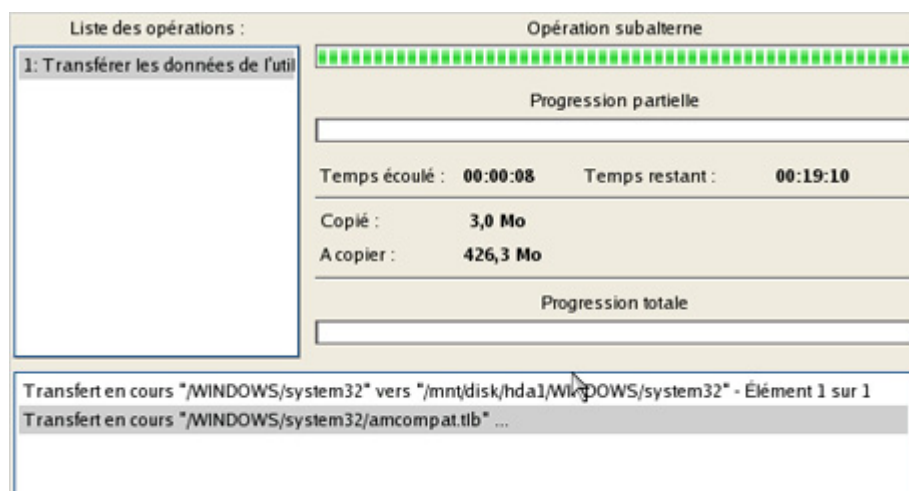 Liste des opérations :
Opération subalterne
1: Transférer les données de l'util
Progression partielle
Temps écoulé : 00:00:08 Temps restant : 00:19:10
Copié : 3,0 Mo
A copier : 426,3 Mo
Progression totale
Transfert en cours "/WINDOWS/system32" vers "/mnt/disk/hda1/WINDOWS/system32" - Élément 1 sur 1
Transfert en cours "/WINDOWS/system32/amcompat.tlb" ...